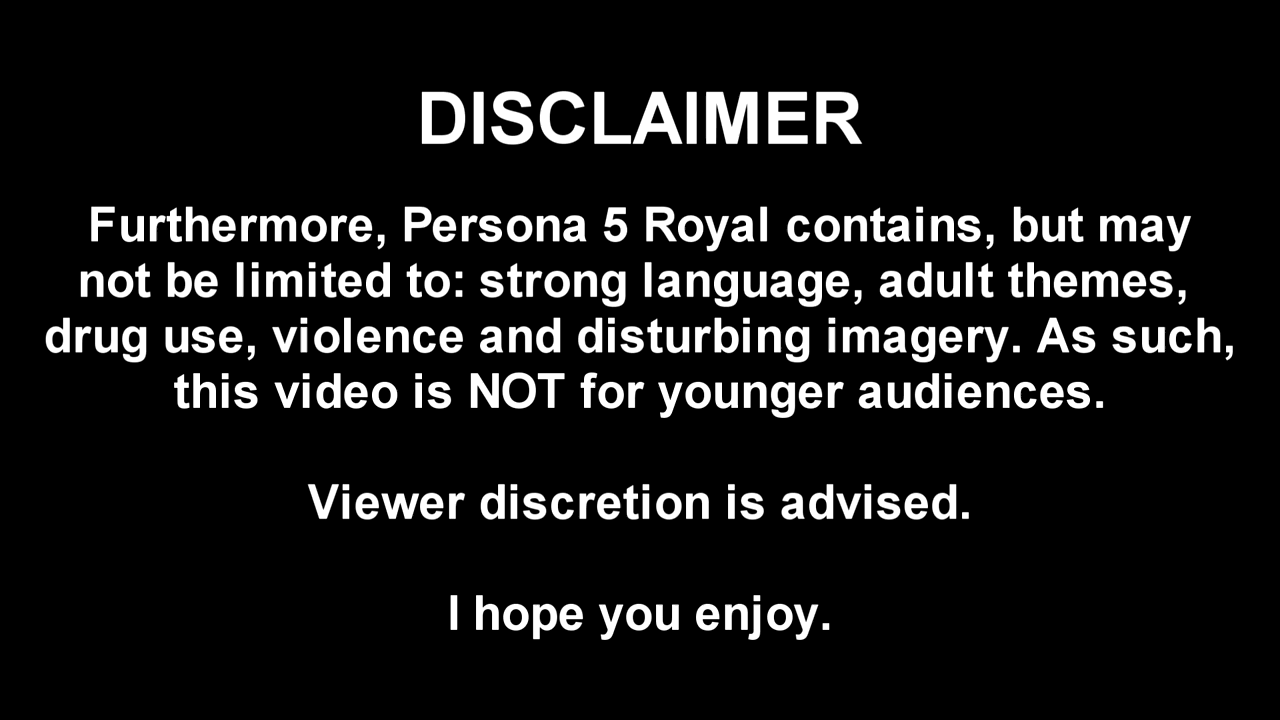 DISCLAIMER
Furthermore, Persona 5 Royal contains, but may
not be limited to: strong language, adult themes,
drug use, violence and disturbing imagery. As such,
this video is NOT for younger audiences.
Viewer discretion is advised.
I hope you enjoy.